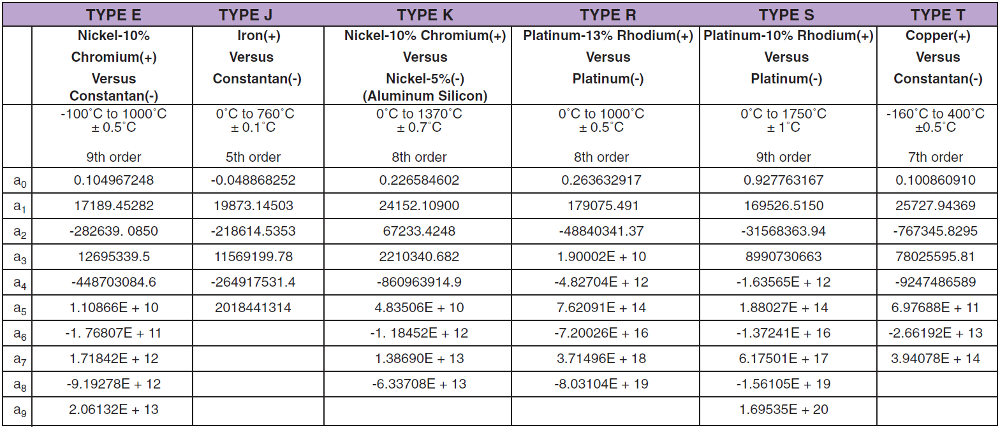 TYPE E TYPE J TYPE K TYPE R TYPE S TYPE T
Nickel-10% Iron(+) Nickel-10% Chromium(+) Platinum-13% Rhodium(+) Platinum-10% Rhodium(+) Copper(+)
Chromium(+) Versus Versus Versus Versus Versus
Versus Constantan(-) Nickel-5%(-) Platinum(-) Platinum(-) Constantan(-)
Constantan(-) (Aluminum Silicon)
-100˚C to 1000˚C 0˚C to 760˚C 0˚C to 1370˚C 0˚C to 1000˚C 0˚C to 1750˚C -160˚C to 400˚C
± 0.5˚C ± 0.1˚C ± 0.7˚C ± 0.5˚C ± 1˚C ±0.5˚C
9th order 5th order 8th order 8th order 9th order 7th order
a0 0.104967248 -0.048868252 0.226584602 0.263632917 0.927763167 0.100860910
a1 17189.45282 19873.14503 24152.10900 179075.491 169526.5150 25727.94369
a2 -282639. 0850 -218614.5353 67233.4248 -48840341.37 -31568363.94 -767345.8295
a3 12695339.5 11569199.78 2210340.682 1.90002E + 10 8990730663 78025595.81
a4 -448703084.6 -264917531.4 -860963914.9 -4.82704E + 12 -1.63565E + 12 -9247486589
a5 1.10866E + 10 2018441314 4.83506E + 10 7.62091E + 14 1.88027E + 14 6.97688E + 11
a6 -1. 76807E + 11 -1. 18452E + 12 -7.20026E + 16 -1.37241E + 16 -2.66192E + 13
a7 1.71842E + 12 1.38690E + 13 3.71496E + 18 6.17501E + 17 3.94078E + 14
a8 -9.19278E + 12 -6.33708E + 13 -8.03104E + 19 -1.56105E + 19
a9 2.06132E + 13 1.69535E + 20